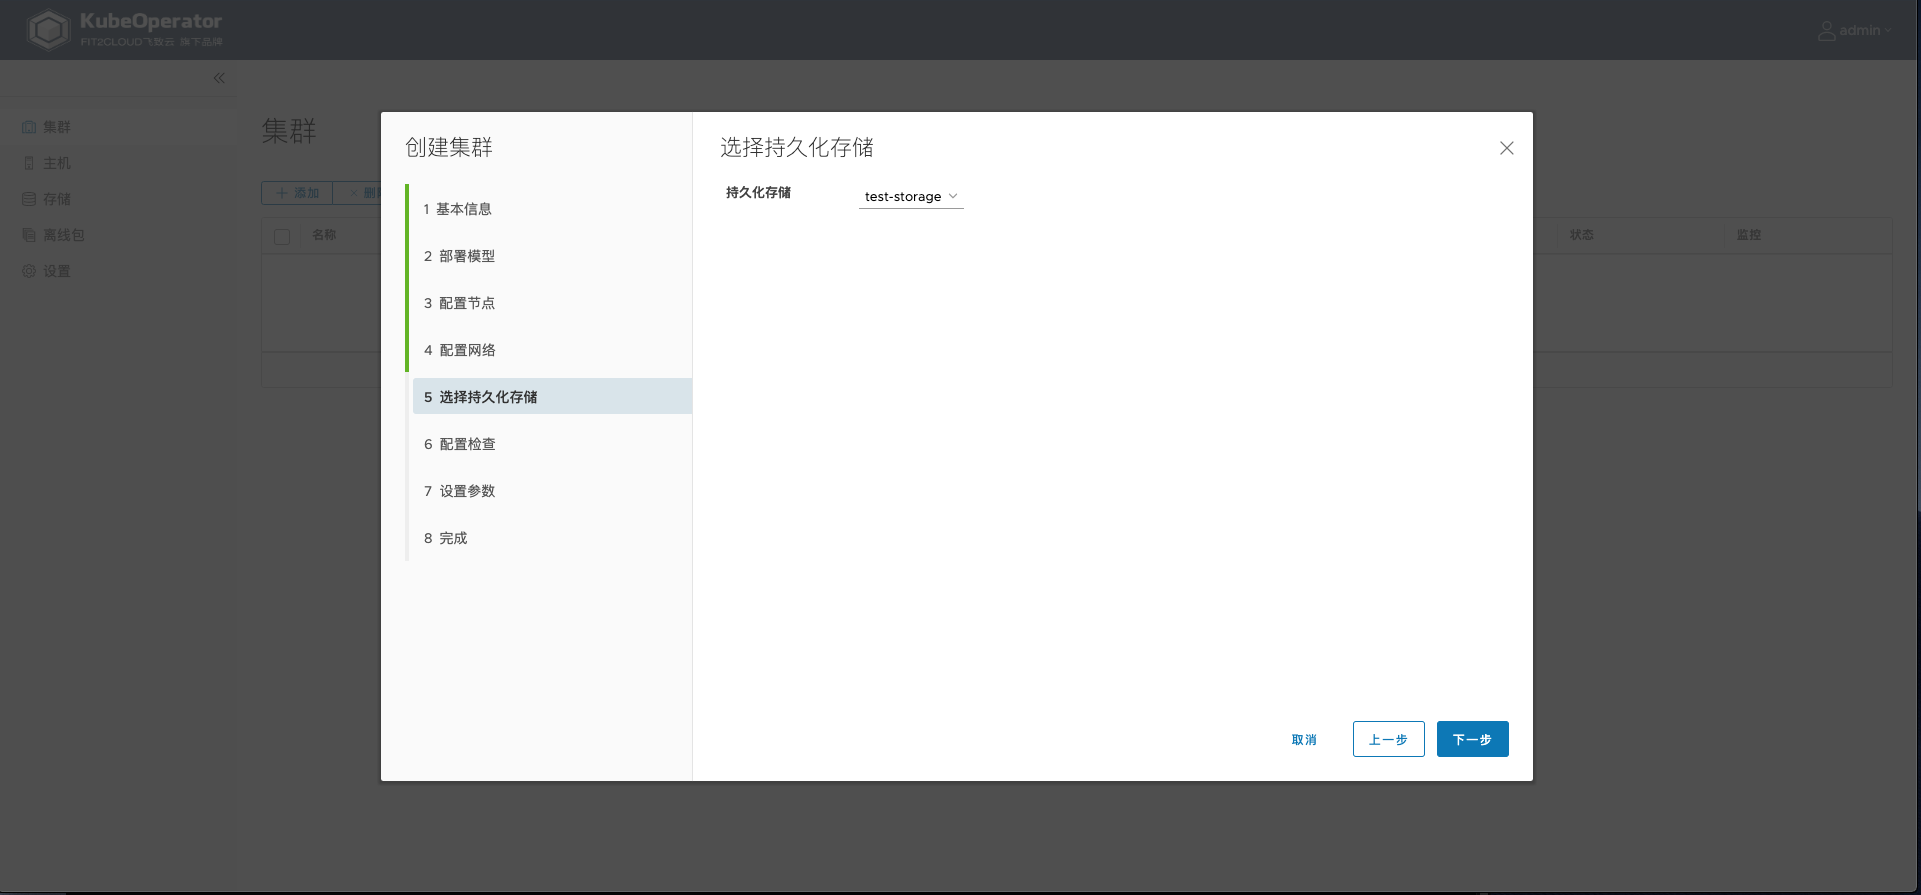 KubeOperator
FIT2CLOUD飞致云 旗下品牌
admin
集群
主机
存储
离线包
设置
集群
添加
名称
状态
监控
创建集群
1 基本信息
2 部署模型
3 配置节点
4 配置网络
5 选择持久化存储
6 配置检查
7 设置参数
8 完成
选择持久化存储
持久化存储
test-storage
取消
上一步
下一步